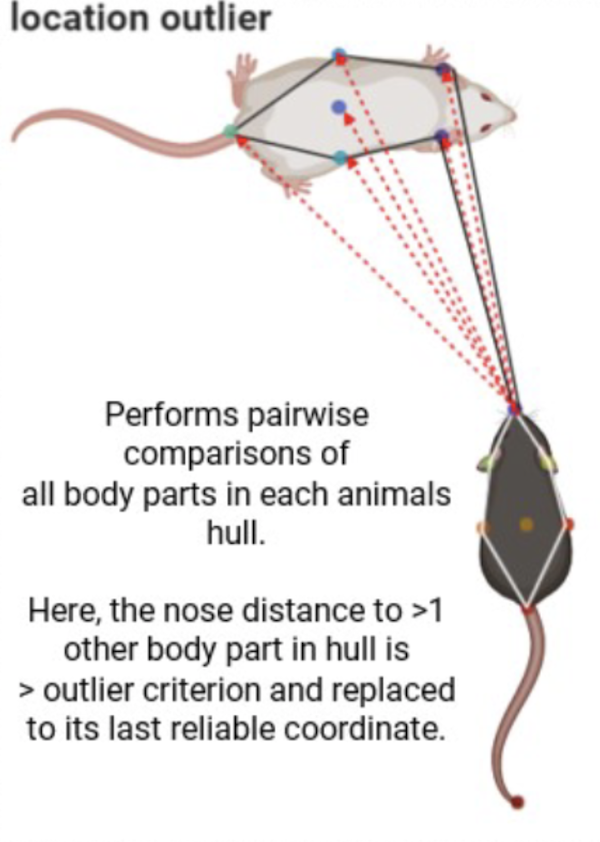 location outlier
Performs pairwise
comparisons of
all body parts in each animals
hull.
Here, the nose distance to >1
other body part in hull is
> outlier criterion and replaced
to its last reliable coordinate.